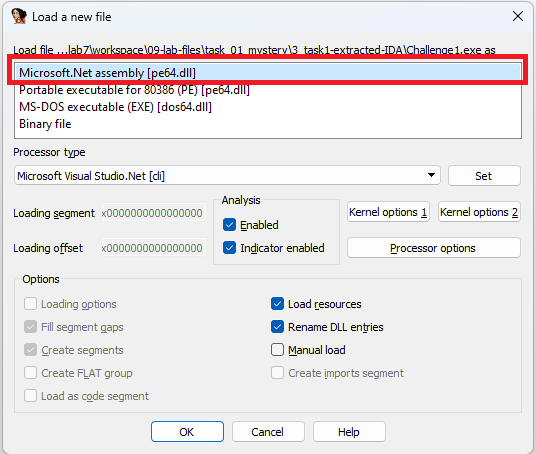 Load a new file
Load file ...lab7\workspace\09-lab-files\task_01_mystery\3_task1-extracted-IDA\Challenge1.exe as
Microsoft.Net assembly [pe64.dll]
Portable executable for 80386 (PE) [pe64.dll]
MS-DOS executable (EXE) [dos64.dll]
Binary file
Processor type
Microsoft Visual Studio.Net [cli]
Set
Loading segment
x0000000000000000
Loading offset
x0000000000000000
Analysis
Enabled
Indicator enabled
Kernel options 1
Kernel options 2
Processor options
Options
Loading options
Load resources
Fill segment gaps
Rename DLL entries
Create segments
Manual load
Create FLAT group
Create imports segment
Load as code segment
OK
Cancel
Help